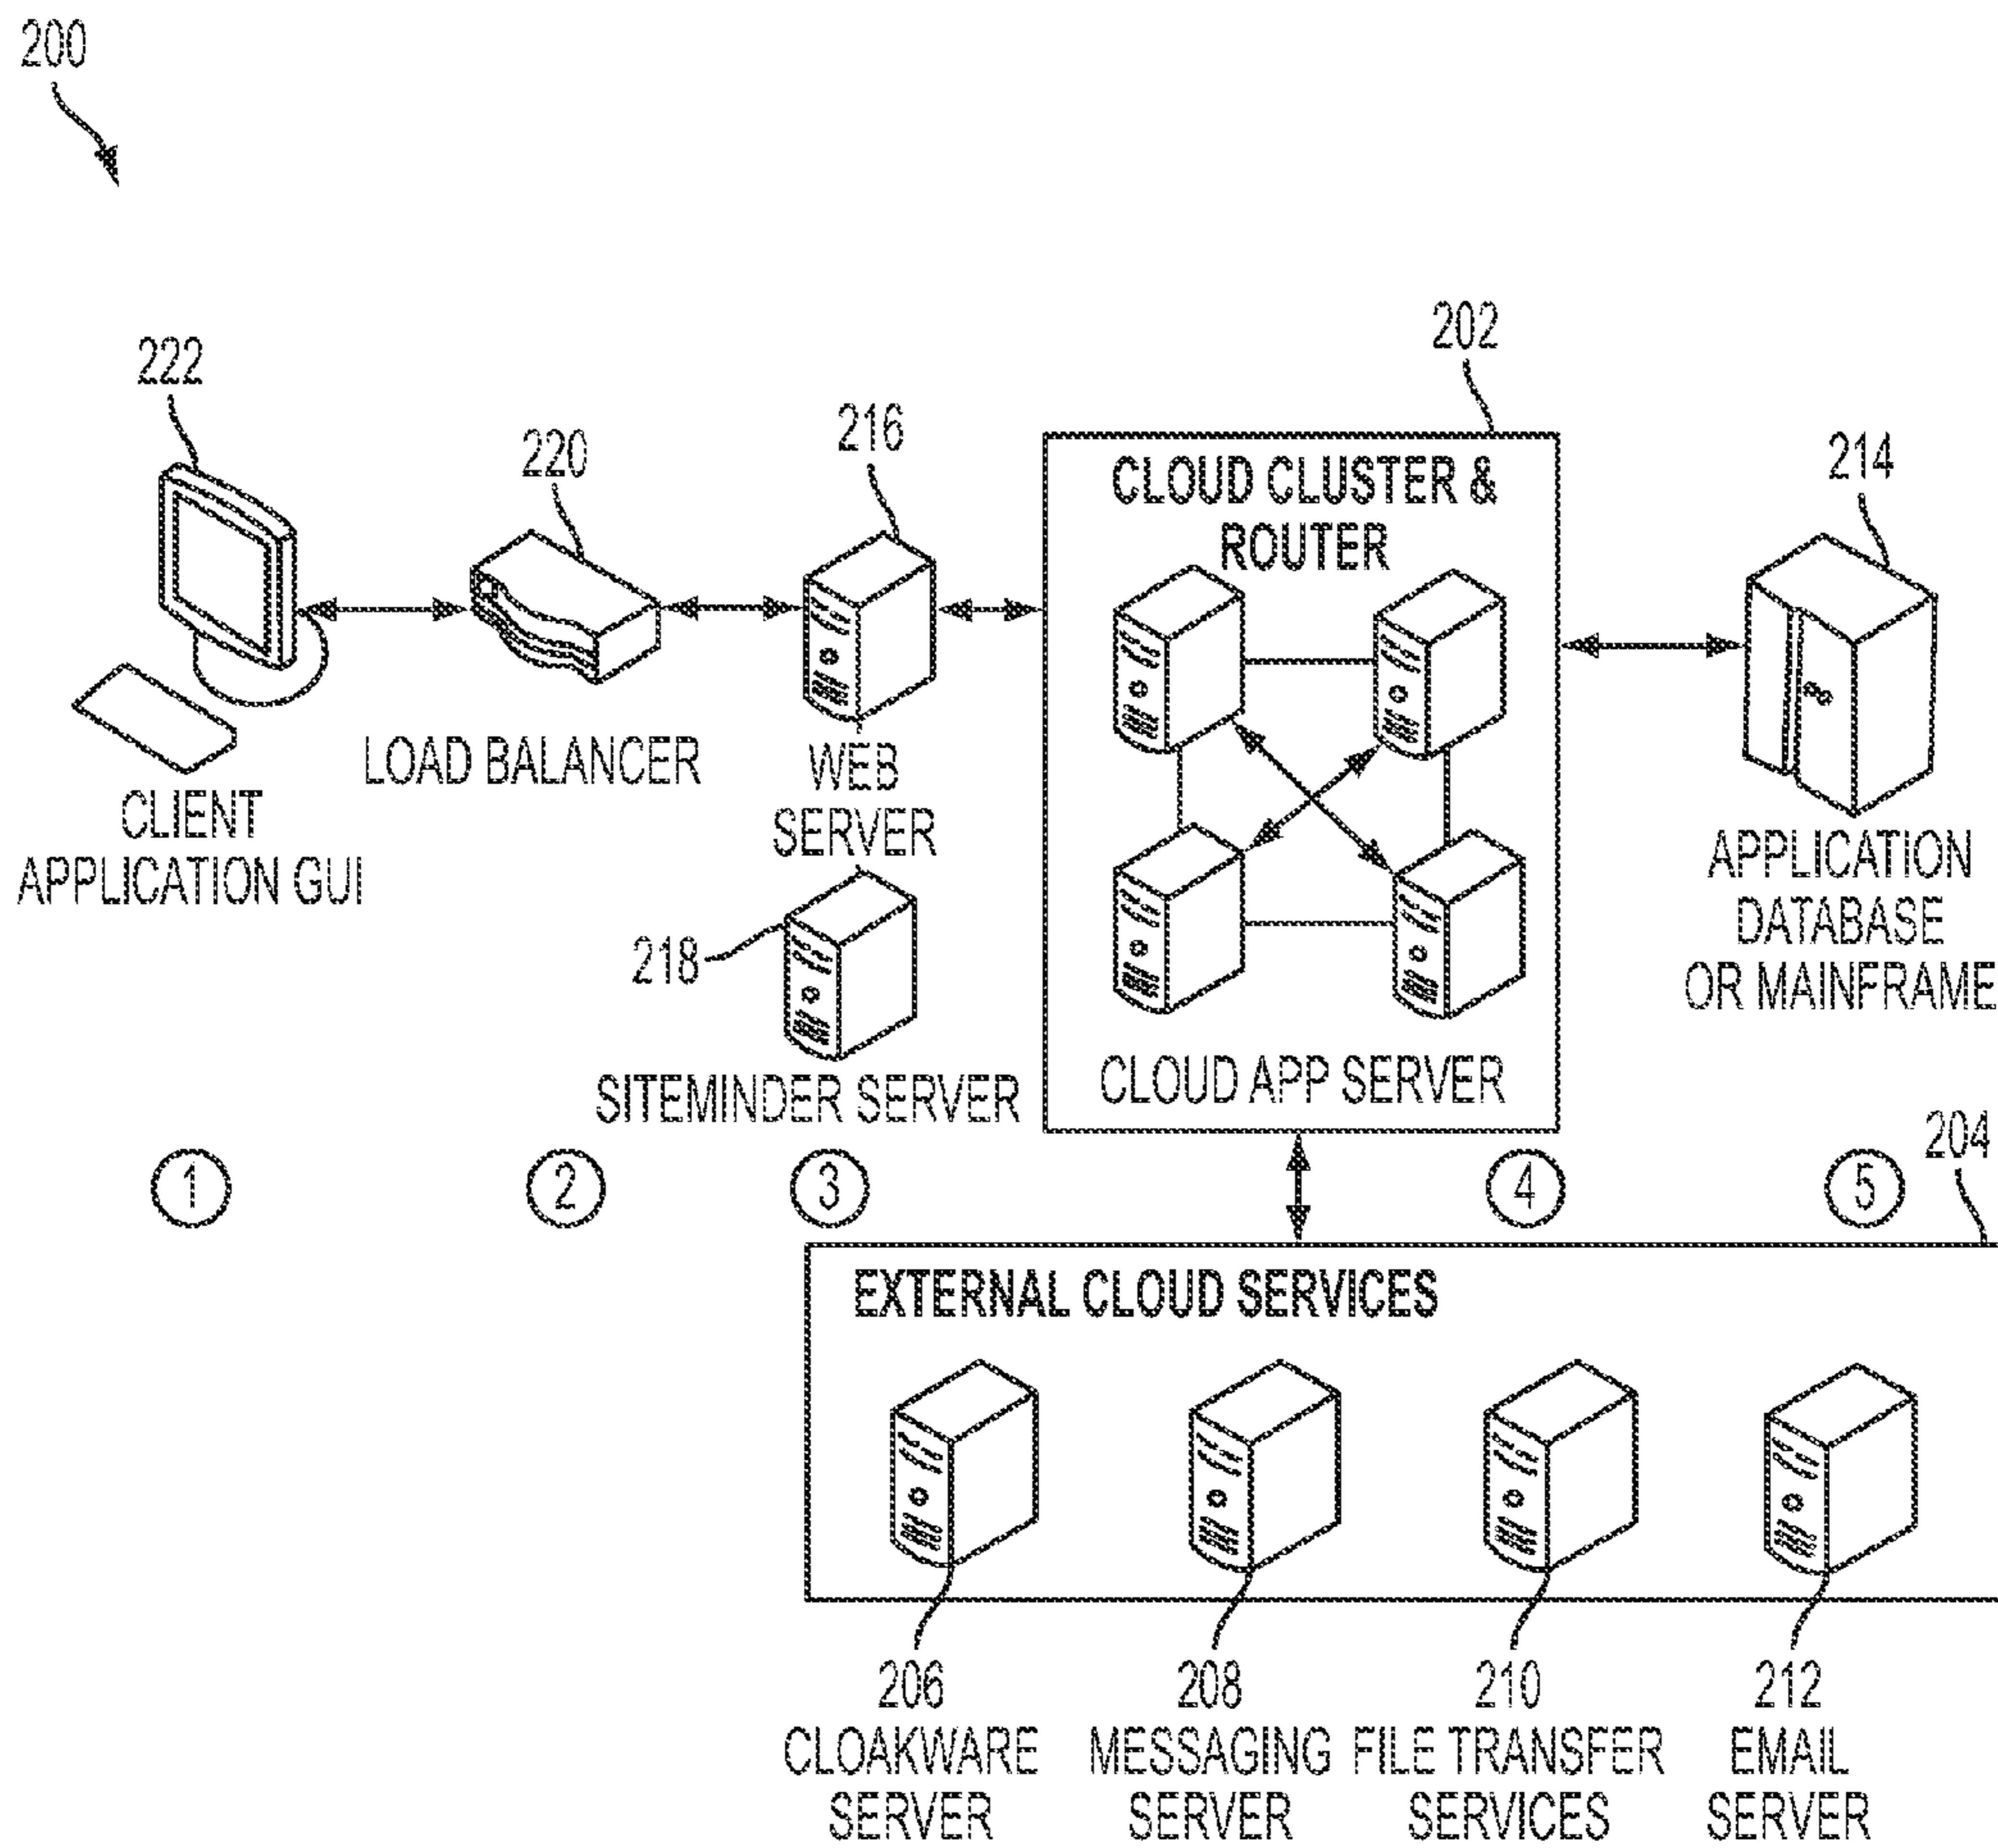 200
222
220
216
202
214
CLOUD CLUSTER &
ROUTER
LOAD BALANCER
WEB
SERVER
CLIENT
APPLICATION GUI
218
SITEMINDER SERVER
CLOUD APP SERVER
APPLICATION
DATABASE
OR MAINFRAME
204
1
2
3
4
5
EXTERNAL CLOUD SERVICES
206
CLOAKWARE
SERVER
208
MESSAGING
SERVER
210
FILE TRANSFER
SERVICES
212
EMAIL
SERVER